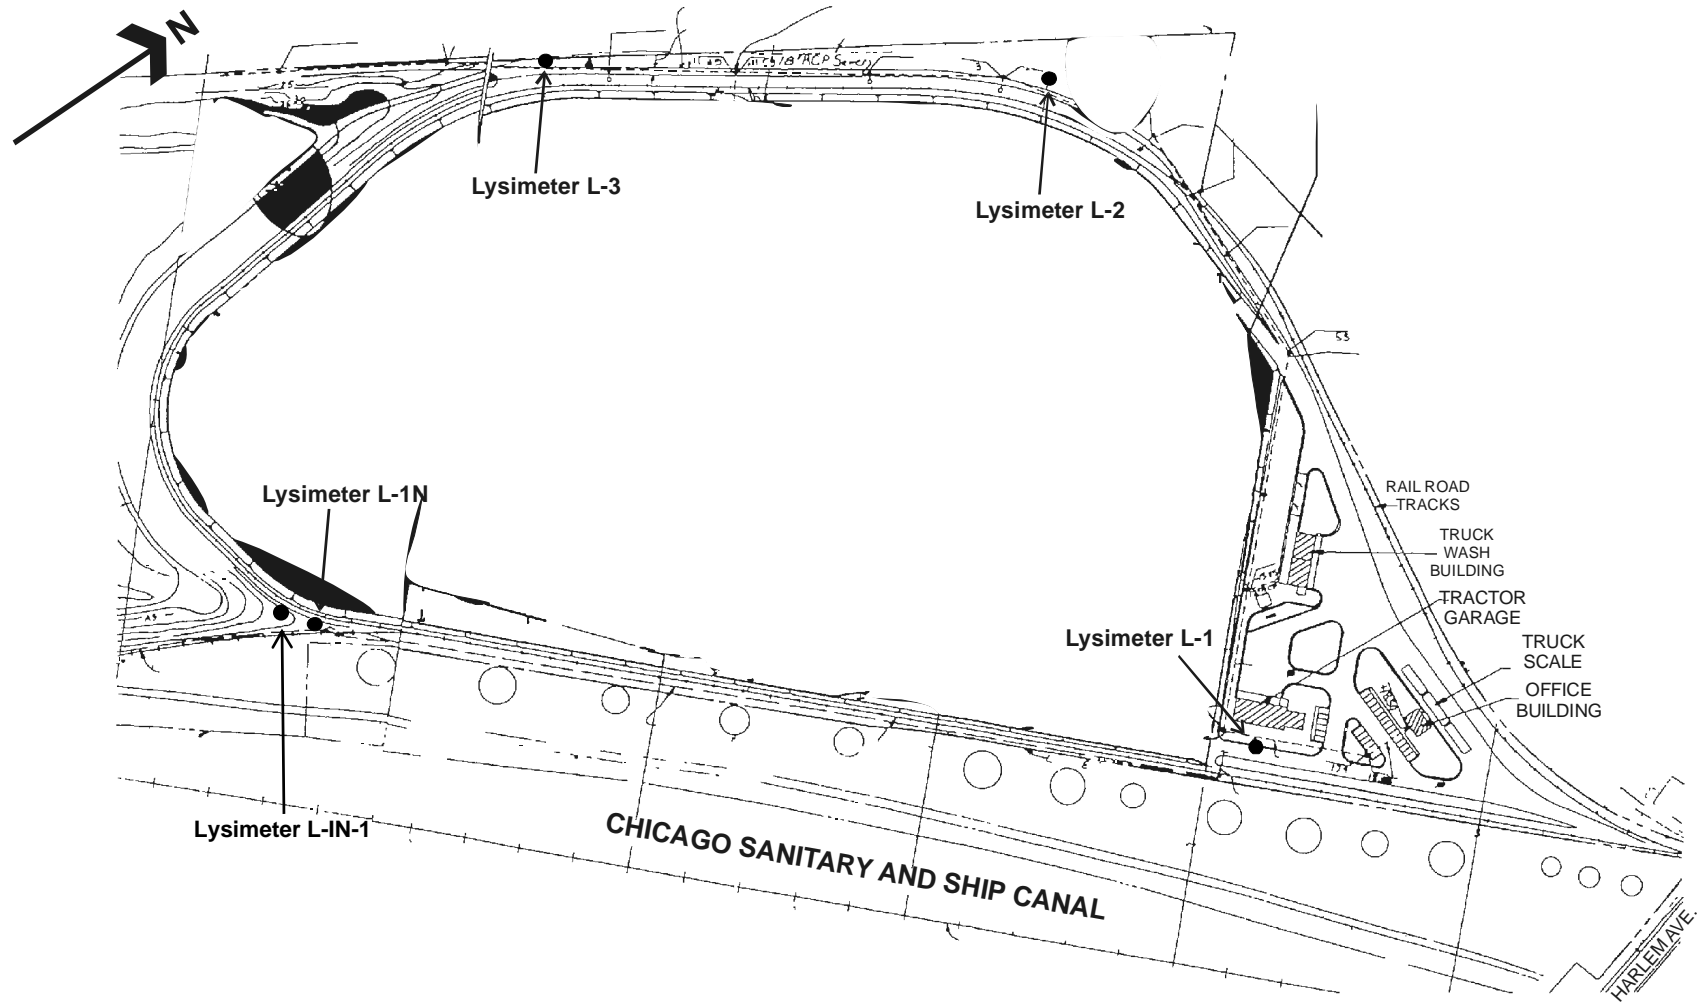 N
Lysimeter L-3
Lysimeter L-2
53
Lysimeter L-1N
RAIL ROAD
TRACKS
TRUCK
WASH
BUILDING
TRACTOR
GARAGE
Lysimeter L-1
TRUCK
SCALE
OFFICE
BUILDING
Lysimeter L-IN-1
CHICAGO SANITARY AND SHIP CANAL
HARLEM AVE.